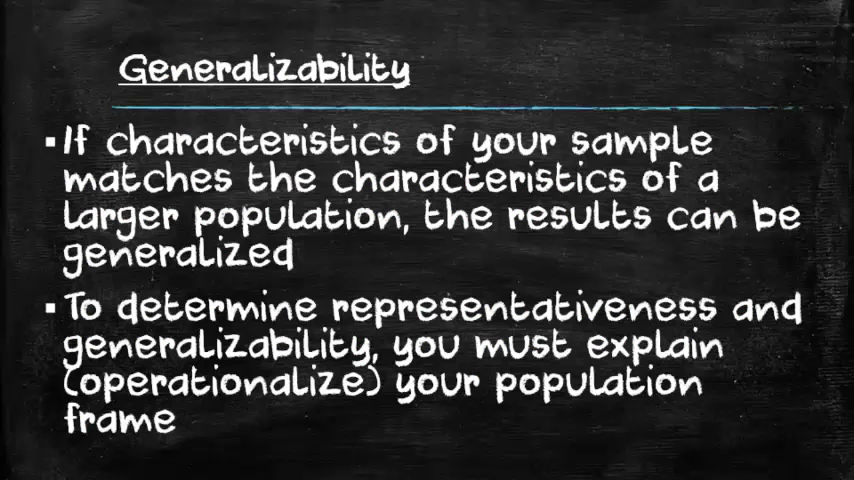 Generalizability
▪If characteristics of your sample
matches the characteristics of a
larger population, the results can be
generalized
▪To determine representativeness and
generalizability, you must explain
(operationalize) your population
frame